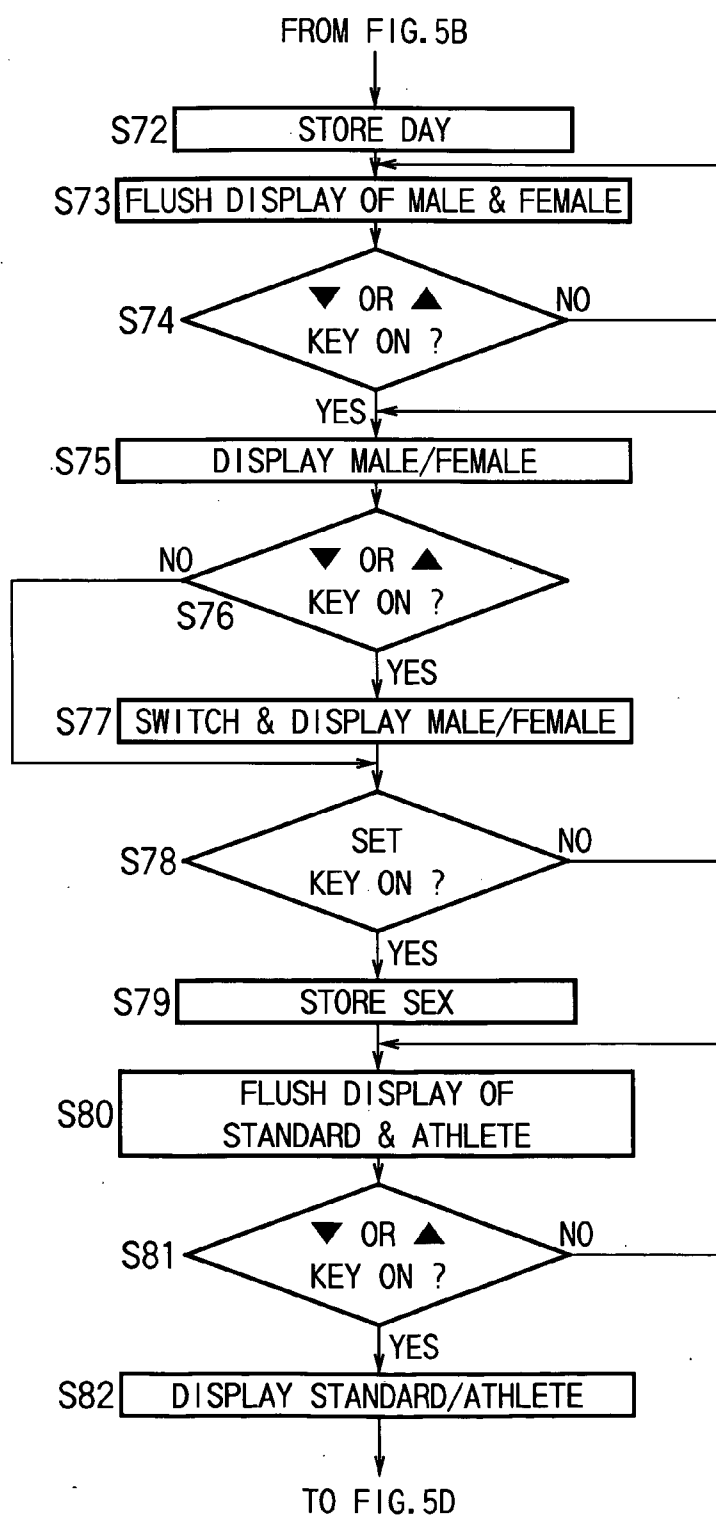 FROM FIG.5B
S72
STORE DAY
S73
FLUSH DISPLAY OF MALE & FEMALE
S74
▼ OR ▲
KEY ON ?
NO
YES
S75
DISPLAY MALE/FEMALE
NO
▼ OR ▲
KEY ON ?
S76
YES
S77
SWITCH & DISPLAY MALE/FEMALE
S78
SET
KEY ON ?
NO
YES
S79
STORE SEX
S80
FLUSH DISPLAY OF
STANDARD & ATHLETE
S81
▼ OR ▲
KEY ON ?
NO
YES
S82
DISPLAY STANDARD/ATHLETE
TO FIG.5D